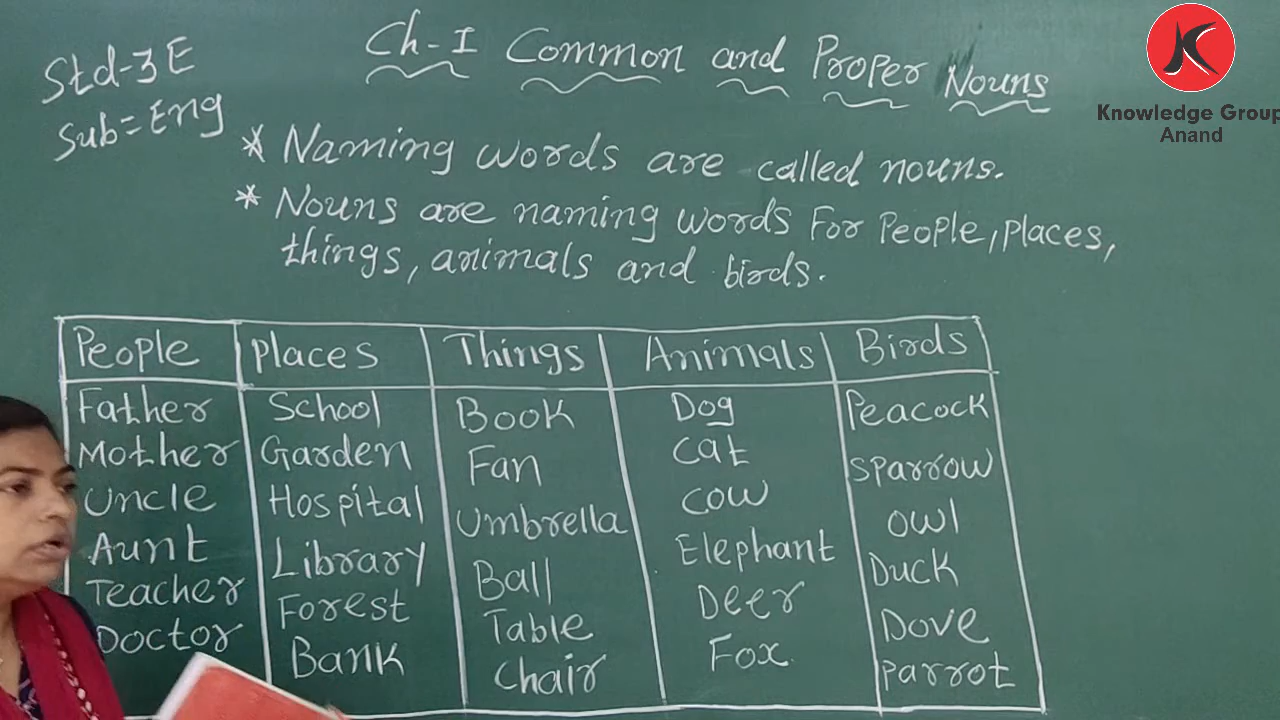 Std-3E
Sub=Eng
Ch-I Common and Proper Nouns
Knowledge Group
Anand
* Naming words are called nouns.
* Nouns are naming words For People, places,
things, animals and birds.
People Places Things Animals Birds
Father School Book Dog Peacock
Mother Garden Fan Cat Sparrow
Uncle Hospital Umbrella Cow Owl
Aunt Library Ball Elephant Duck
Teacher Forest Table Deer Dove
Doctor Bank Chair Fox Parrot